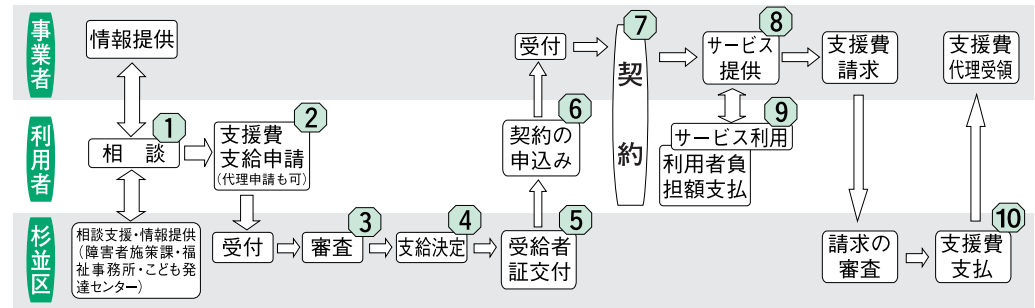 事業者
情報提供
受付
7
契約
8
サービス
提供
支援費
請求
支援費
代理受領
利用者
1
相談
2
支援費
支給申請
(代理申請も可)
6
契約の
申込み
9
サービス利用
利用者負
担額支払
杉並区
相談支援・情報提供
(障害者施策課・福
祉事務所・こども発
達センター)
受付
3
審査
4
支給決定
5
受給者
証交付
請求の
審査
10
支援費
支払